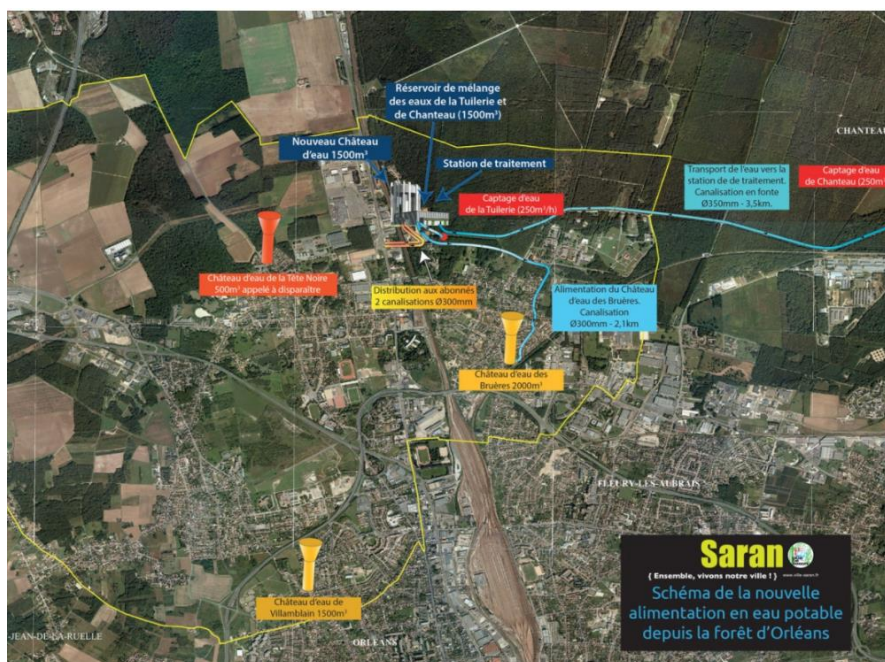 Réservoir de mélange
des eaux de la Tuilerie et
de Chanteau (1500m³)
Nouveau Château
d'eau 1500m³
Station de traitement
CHANTEAU
Captage d'eau
de la Tuilerie (250m³/h)
Transport de l'eau vers la
station de de traitement.
Canalisation en fonte
Ø350mm - 3,5km.
Captage d'eau
de Chanteau (250m³
Château d'eau de la Tête Noire
500m³ appelé à disparaître
Distribution aux abonnés
2 canalisations Ø300mm
Alimentation du Château
d'eau des Bruères.
Canalisation
Ø300mm - 2,1km
Château d'eau des
Bruères 2000m³
FLEURY-LES-AUBRAIS
Château d'eau de
Villamblain 1500m³
-JEAN-DE-LA-RUELLE
ORLÉANS
Saran
{ Ensemble, vivons notre ville ! } www.ville-saran.fr
Schéma de la nouvelle
alimentation en eau potable
depuis la forêt d'Orléans